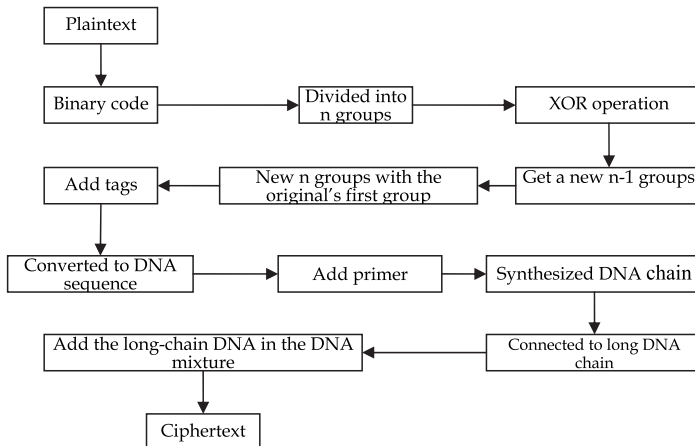 Plaintext
Binary code
Divided into
n groups
XOR operation
Get a new n-1 groups
New n groups with the
original's first group
Add tags
Converted to DNA
sequence
Add primer
Synthesized DNA chain
Connected to long DNA
chain
Add the long-chain DNA in the DNA
mixture
Ciphertext